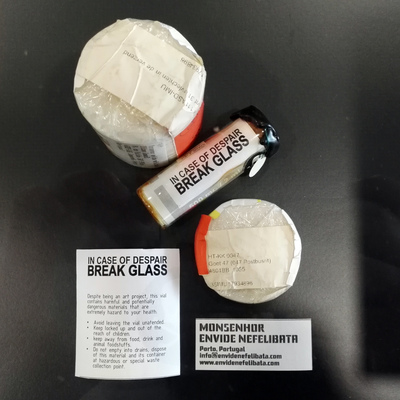 IN CASE OF DESPAIR
BREAK GLASS
IN CASE OF DESPAIR
BREAK GLASS
Despite being an art project, this vial
contains harmful and potentially
dangerous materials that are
extremely hazardous to your health.
• Avoid leaving the vial unattended.
• Keep locked up and out of the
reach of children.
• keep away from food, drink and
animal foodstuffs.
• Do not empty into drains, dispose
of this material and its container
at hazardous or special waste
collection point.
MONSENHOR
ENVIDE NEFELIBATA
Porto, Portugal
info@envidenefelibata.com
www.envidenefelibata.com